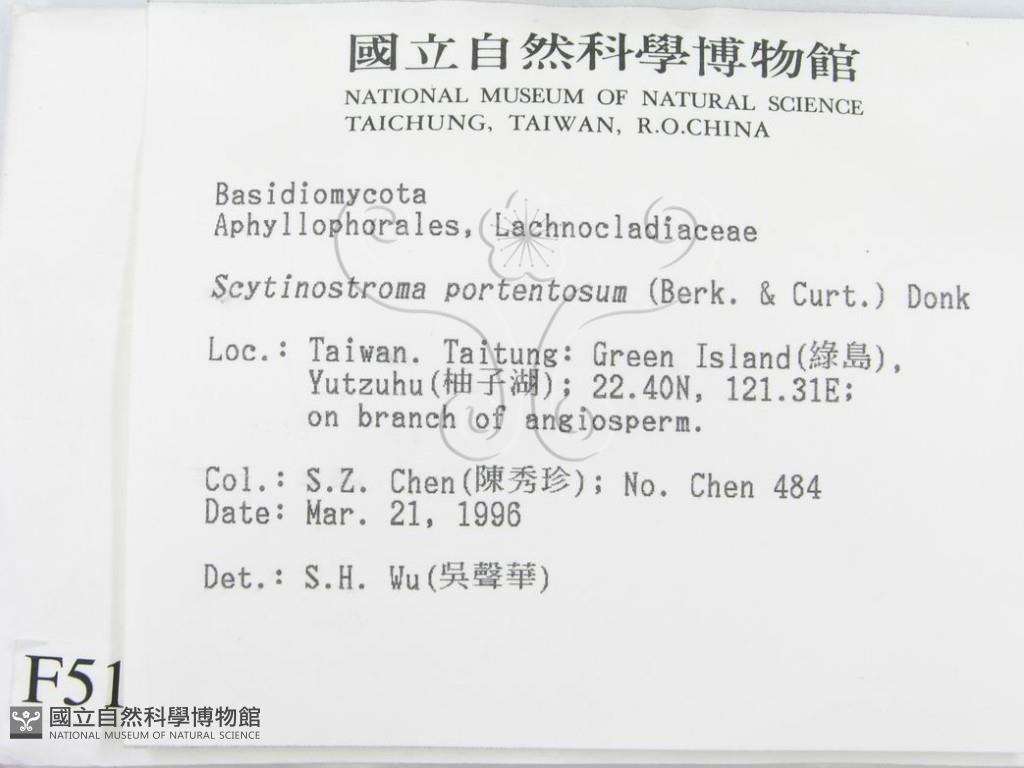 國立自然科學博物館
NATIONAL MUSEUM OF NATURAL SCIENCE
TAICHUNG, TAIWAN, R.O.CHINA
Basidiomycota
Aphyllophorales, Lachnocladiaceae
Scytinostroma portentosum (Berk. & Curt.) Donk
Loc.: Taiwan. Taitung: Green Island(綠島),
Yutzuhu(柚子湖); 22.40N, 121.31E;
on branch of angiosperm.
Col.: S.Z. Chen(陳秀珍); No. Chen 484
Date: Mar. 21, 1996
Det.: S.H. Wu(吳聲華)
F51
國立自然科學博物館
NATIONAL MUSEUM OF NATURAL SCIENCE